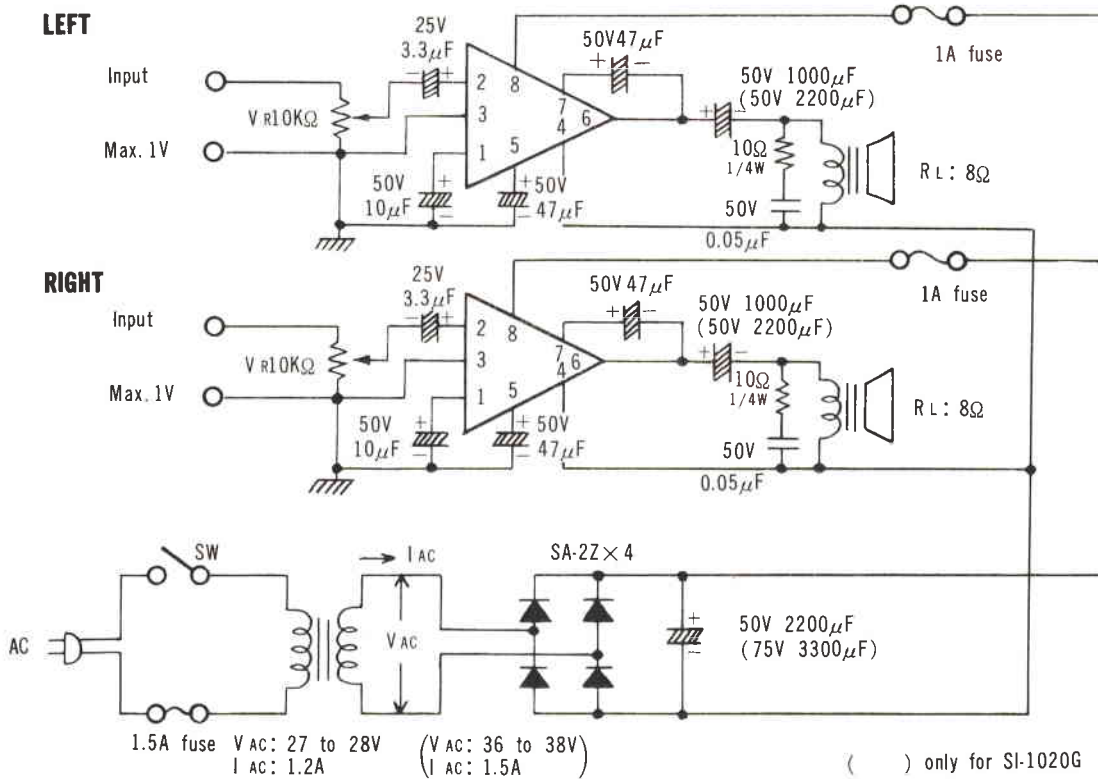 LEFT
Input
Max. 1V
VR10KΩ
25V
3.3μF
− +
2
3
1
8
5
7
4
6
50V
10μF
+
−
50V
47μF
+
−
50V47μF
+ −
50V 1000μF
(50V 2200μF)
+ −
10Ω
1/4W
50V
0.05μF
RL: 8Ω
1A fuse
RIGHT
Input
Max. 1V
VR10KΩ
25V
3.3μF
− +
2
3
1
8
5
7
4
6
50V
10μF
+
−
50V
47μF
+
−
50V47μF
+ −
50V 1000μF
(50V 2200μF)
+ −
10Ω
1/4W
50V
0.05μF
RL: 8Ω
1A fuse
AC
SW
1.5A fuse
IAC
VAC
SA-2Z×4
+
−
50V 2200μF
(75V 3300μF)
VAC: 27 to 28V
IAC: 1.2A
(VAC: 36 to 38V
IAC: 1.5A)
( ) only for SI-1020G